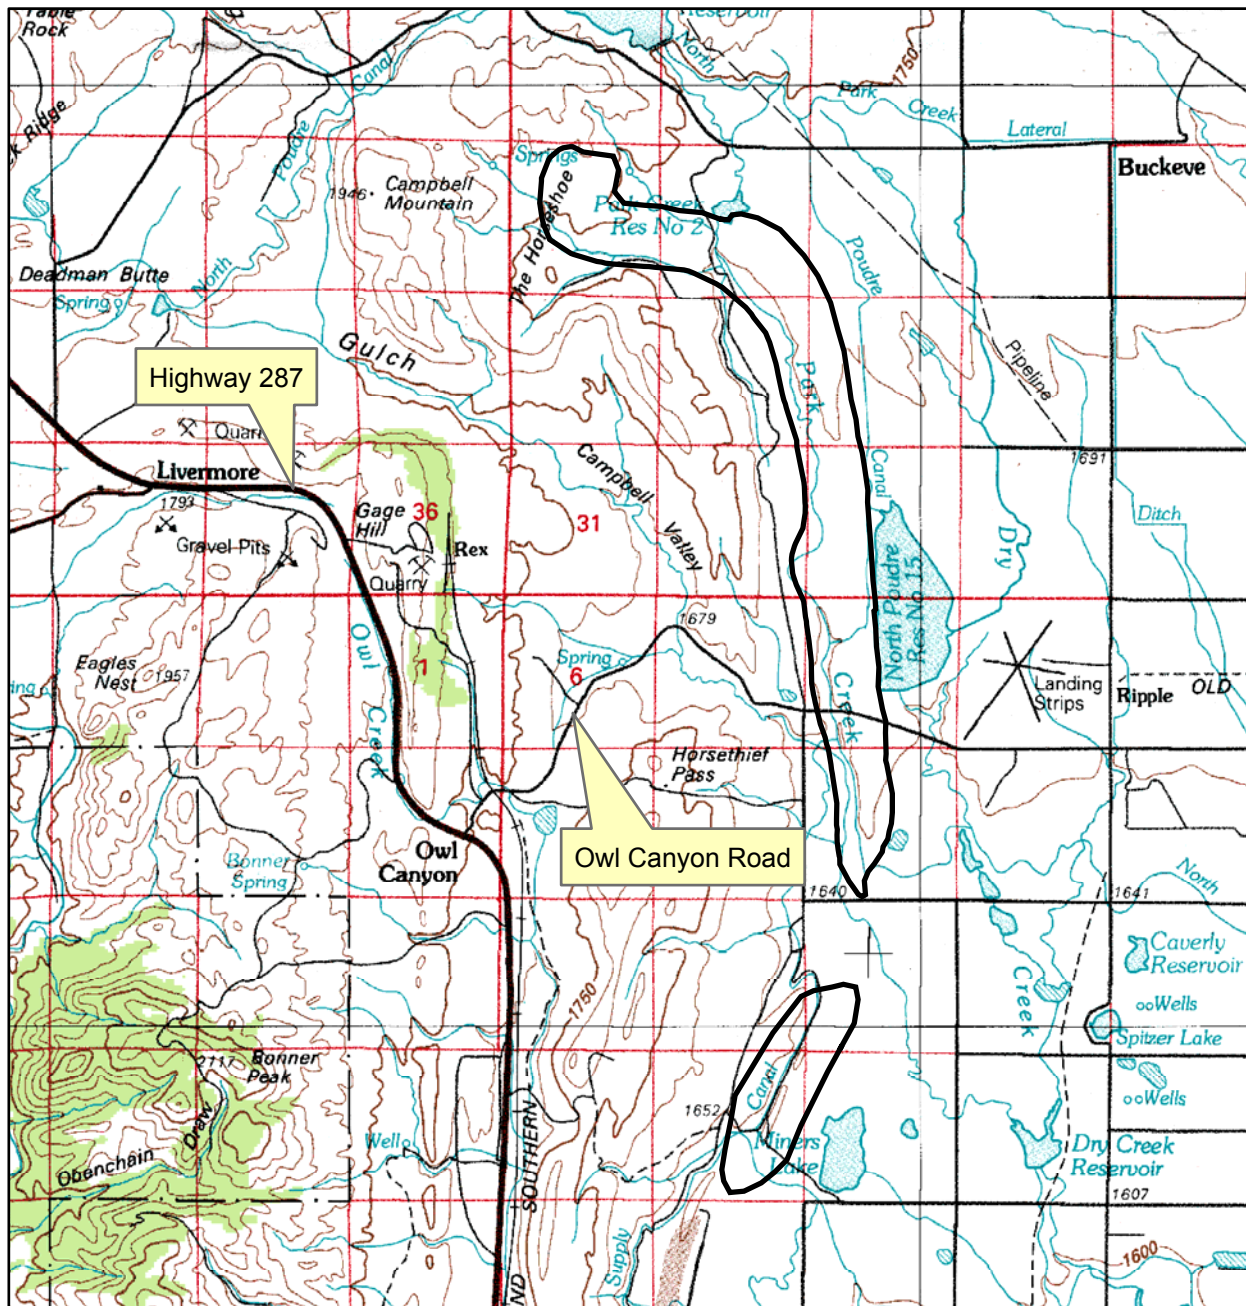 Table
Rock
Reservoir
North
Canal
Poudre
1750
Park
Creek
Lateral
Ridge
Springs
Buckeye
1946
Campbell
Mountain
The Horseshoe
Park Creek
Res No 2
Poudre
Deadman Butte
North
Spring
Gulch
Pipeline
Highway 287
Park
Quarry
Livermore
Campbell
Canal
1691
1793
Gage
Hill
36
31
Valley
Ditch
Gravel Pits
Rex
Quarry
Dry
North Poudre
Res No 15
Owl
1679
Eagles
Nest
1957
1
Spring
6
Landing
Strips
Ripple
OLD
Creek
Creek
Horsethief
Pass
Owl Canyon Road
Owl
Canyon
Bonner
Spring
1640
1641
North
Caverly
Reservoir
Creek
1750
Wells
Spitzer Lake
2117
Bonner
Peak
Canal
Wells
1652
Draw
Well
Miners
Lake
Dry Creek
Reservoir
Obenchain
SOUTHERN
1607
Supply
1600
ND